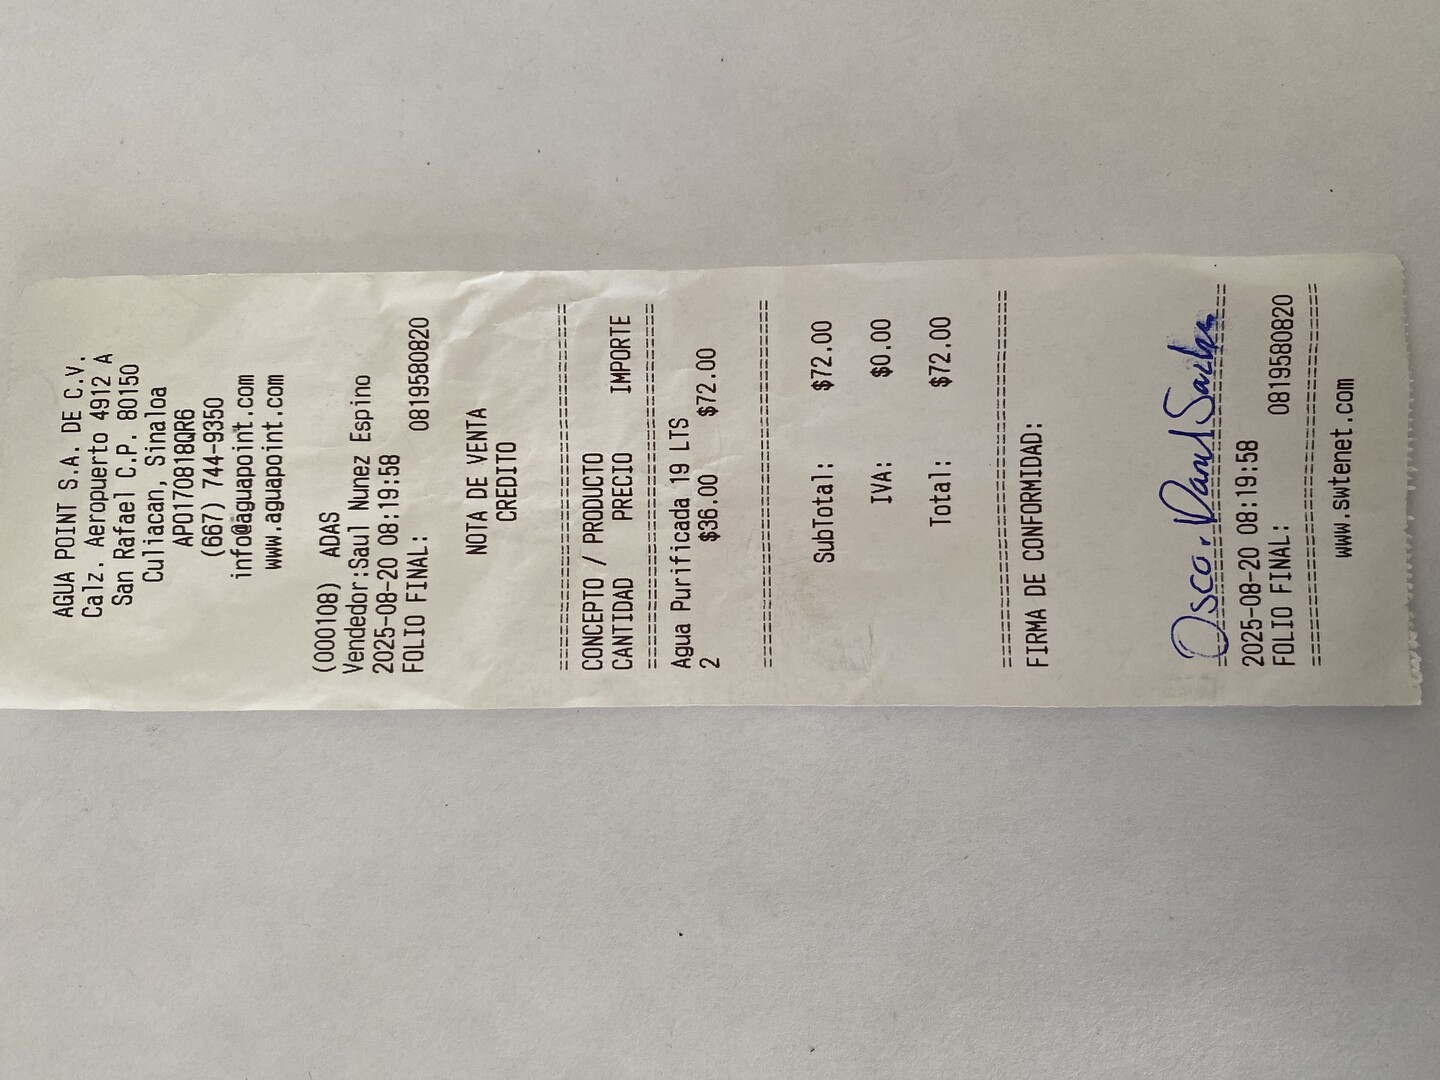 AGUA POINT S.A. DE C.V.
Calz. Aeropuerto 4912 A
San Rafael C.P. 80150
Culiacan, Sinaloa
APO170818QR6
(667) 744-9350
info@aguapoint.com
www.aguapoint.com
(000108) ADAS
Vendedor:Saul Nunez Espino
2025-08-20 08:19:58
FOLIO FINAL: 0819580820
NOTA DE VENTA
CREDITO
================================
CONCEPTO / PRODUCTO
CANTIDAD PRECIO IMPORTE
================================
Agua Purificada 19 LTS
2 $36.00 $72.00
================================
SubTotal: $72.00
IVA: $0.00
Total: $72.00
================================
FIRMA DE CONFORMIDAD:
================================
2025-08-20 08:19:58
FOLIO FINAL: 0819580820
================================
www.swtenet.com